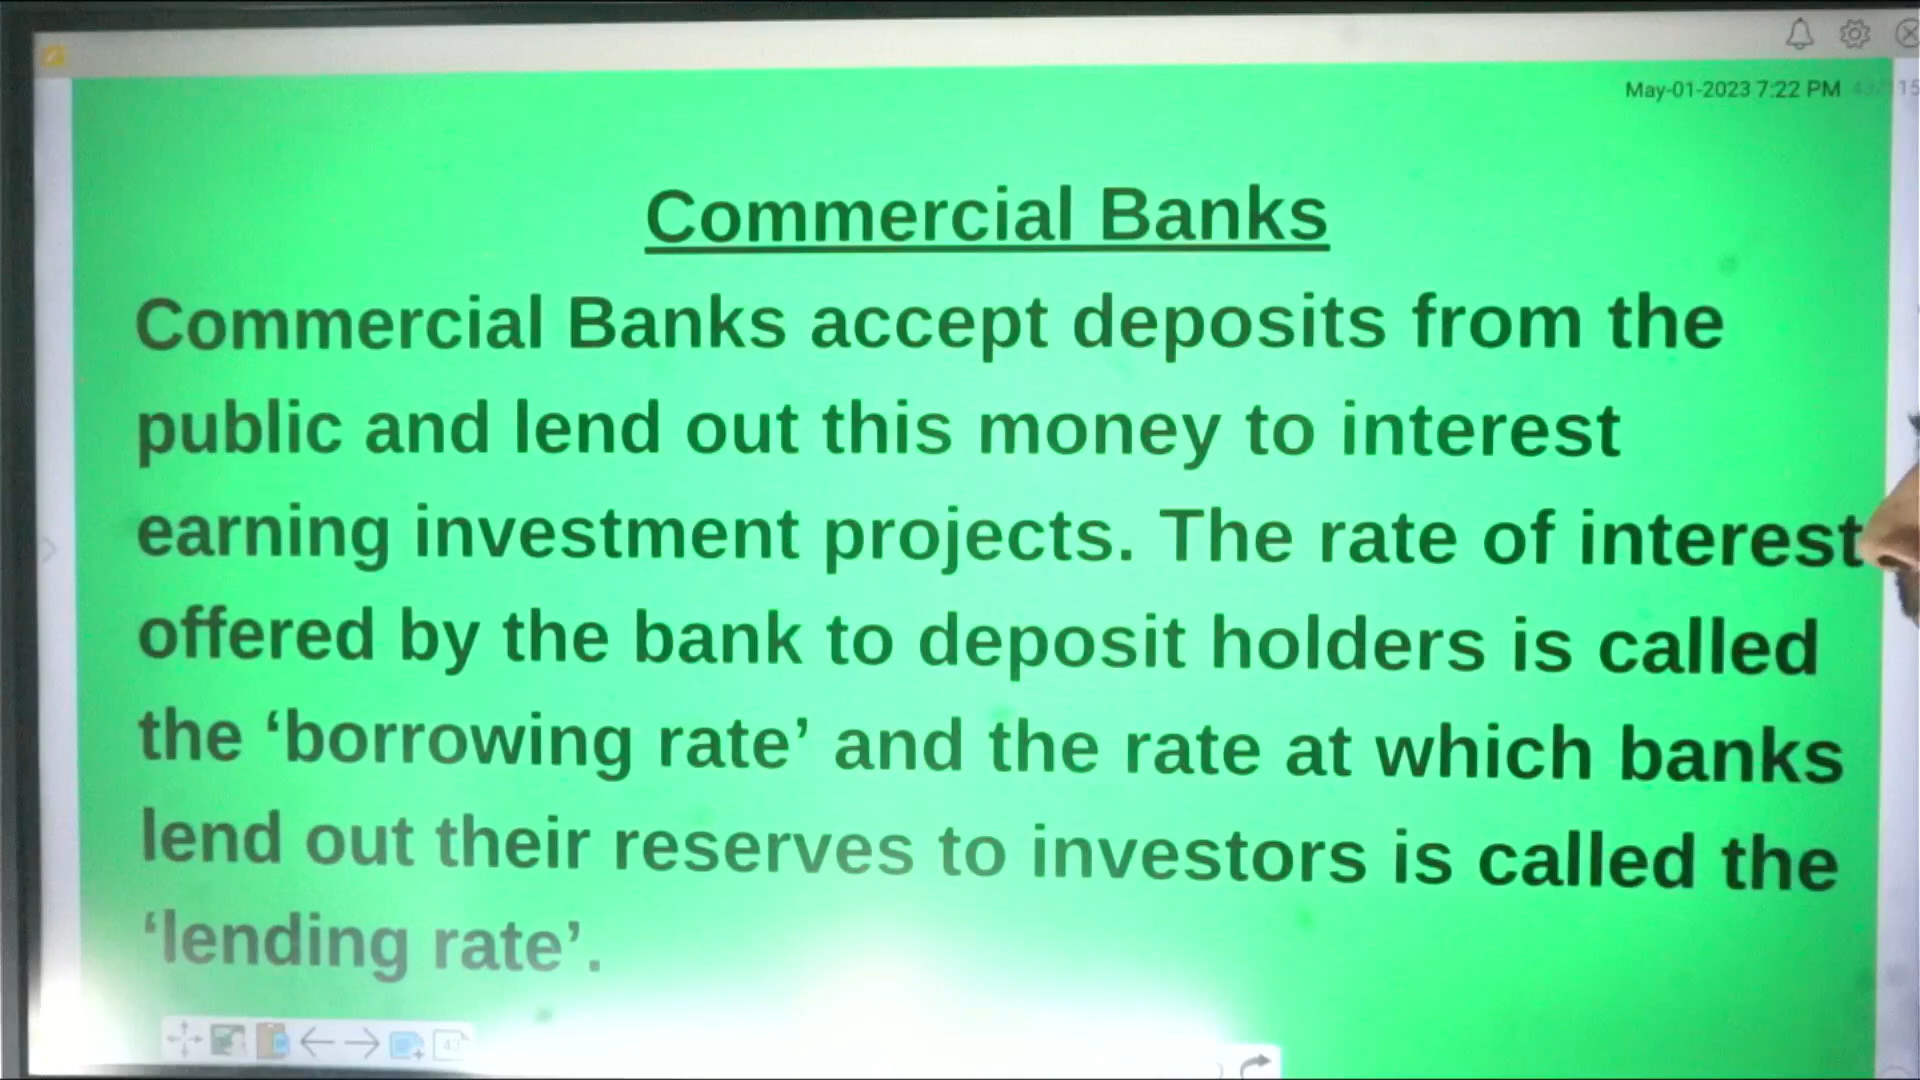 May-01-2023 7:22 PM
Commercial Banks
Commercial Banks accept deposits from the
public and lend out this money to interest
earning investment projects. The rate of interest
offered by the bank to deposit holders is called
the ‘borrowing rate’ and the rate at which banks
lend out their reserves to investors is called the
‘lending rate’.